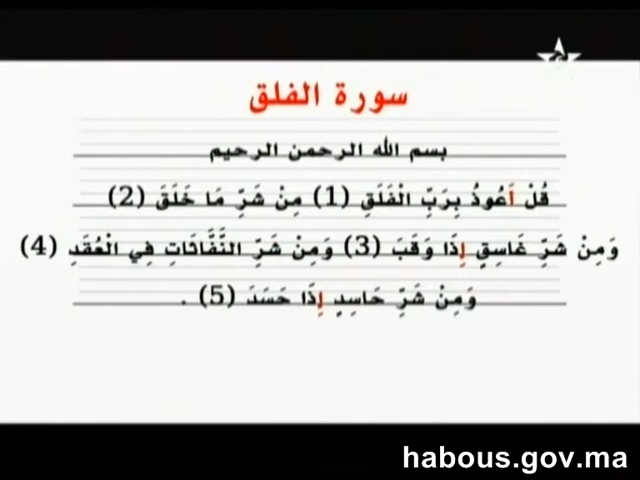 سورة الفلق
بسم الله الرحمن الرحيم
قُلْ اَعُوذُ بِرَبِّ الْفَلَقِ (1) مِنْ شَرِّ مَا خَلَقَ (2)
وَمِنْ شَرِّ غَاسِقٍ إِذَا وَقَبَ (3) وَمِنْ شَرِّ النَّفَّاثَاتِ فِي الْعُقَدِ (4)
وَمِنْ شَرِّ حَاسِدٍ إِذَا حَسَدَ (5) .
habous.gov.ma